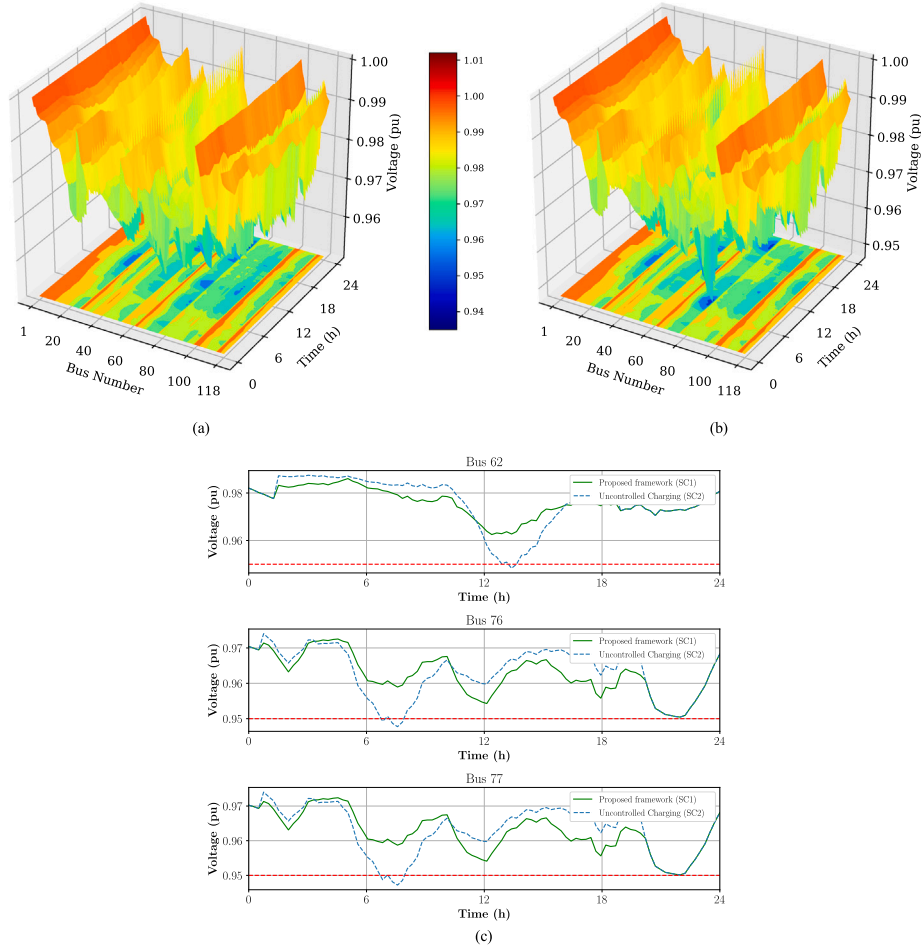 1.00
0.99
0.98
0.97
0.96
Voltage (pu)
1
20
40
60
80
100
118
Bus Number
0
6
12
18
24
Time (h)
(a)
1.01
1.00
0.99
0.98
0.97
0.96
0.95
0.94
1.00
0.99
0.98
0.97
0.96
0.95
Voltage (pu)
1
20
40
60
80
100
118
Bus Number
0
6
12
18
24
Time (h)
(b)
Bus 62
Voltage (pu)
0.98
0.96
Proposed framework (SC1)
Uncontrolled Charging (SC2)
0 6 12 18 24
Time (h)
Bus 76
Voltage (pu)
0.97
0.96
0.95
Proposed framework (SC1)
Uncontrolled Charging (SC2)
0 6 12 18 24
Time (h)
Bus 77
Voltage (pu)
0.97
0.96
0.95
Proposed framework (SC1)
Uncontrolled Charging (SC2)
0 6 12 18 24
Time (h)
(c)